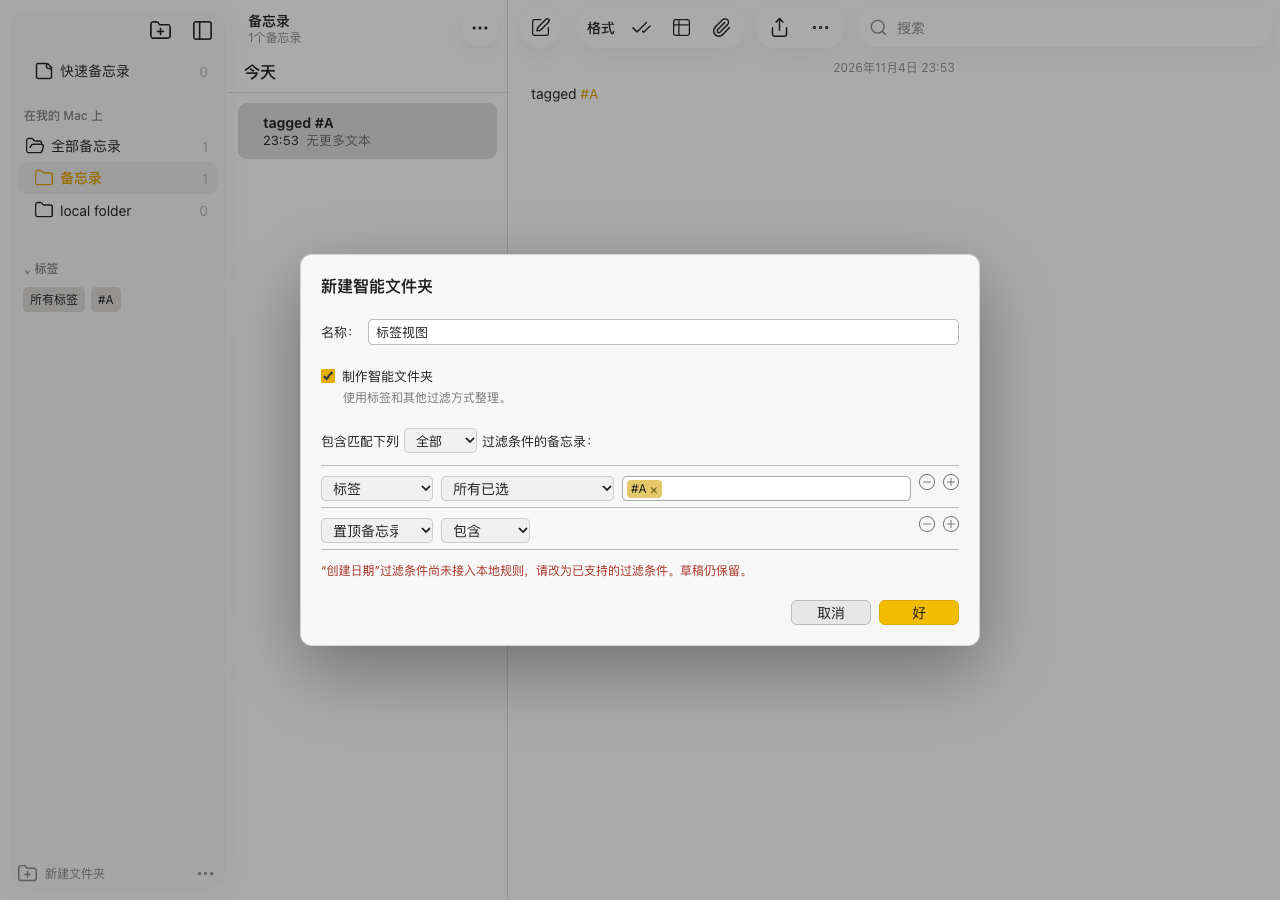 快速备忘录 0
在我的 Mac 上
全部备忘录 1
备忘录 1
local folder 0
标签
所有标签 #A
新建文件夹
备忘录
1个备忘录
今天
tagged #A
23:53 无更多文本
格式
搜索
2026年11月4日 23:53
tagged #A
新建智能文件夹
名称： 标签视图
制作智能文件夹
使用标签和其他过滤方式整理。
包含匹配下列 全部 过滤条件的备忘录：
标签 所有已选 #A ×
置顶备忘录 包含
“创建日期”过滤条件尚未接入本地规则，请改为已支持的过滤条件。草稿仍保留。
取消 好